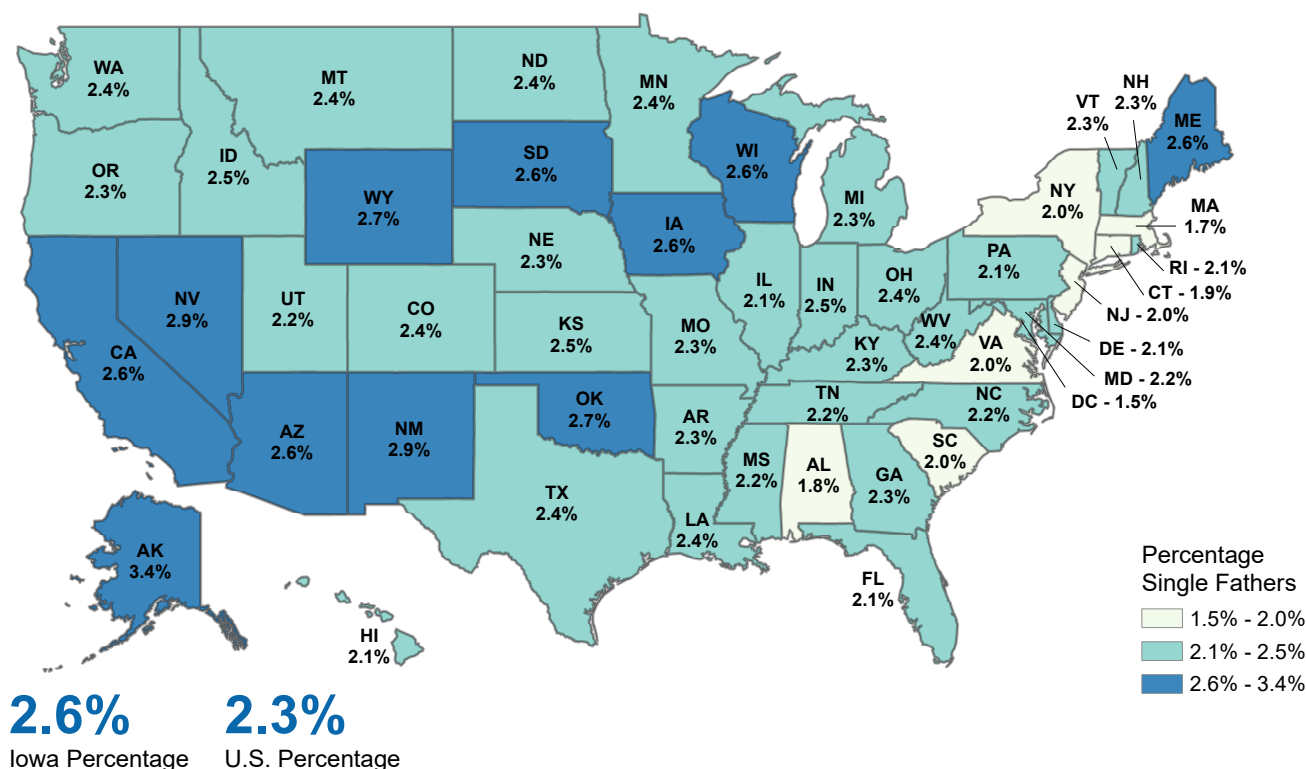 WA
2.4%
MT
2.4%
ND
2.4%
MN
2.4%
NH
2.3%
VT
2.3%
ME
2.6%
OR
2.3%
ID
2.5%
SD
2.6%
WI
2.6%
WY
2.7%
MI
2.3%
NY
2.0%
MA
1.7%
IA
2.6%
NE
2.3%
PA
2.1%
RI - 2.1%
CT - 1.9%
NJ - 2.0%
NV
2.9%
UT
2.2%
CO
2.4%
IL
2.1%
IN
2.5%
OH
2.4%
WV
2.4%
VA
2.0%
DE - 2.1%
MD - 2.2%
DC - 1.5%
CA
2.6%
KS
2.5%
MO
2.3%
KY
2.3%
AZ
2.6%
NM
2.9%
OK
2.7%
AR
2.3%
TN
2.2%
NC
2.2%
SC
2.0%
MS
2.2%
AL
1.8%
GA
2.3%
TX
2.4%
LA
2.4%
FL
2.1%
AK
3.4%
HI
2.1%
Percentage
Single Fathers
1.5% - 2.0%
2.1% - 2.5%
2.6% - 3.4%
2.6%
Iowa Percentage
2.3%
U.S. Percentage